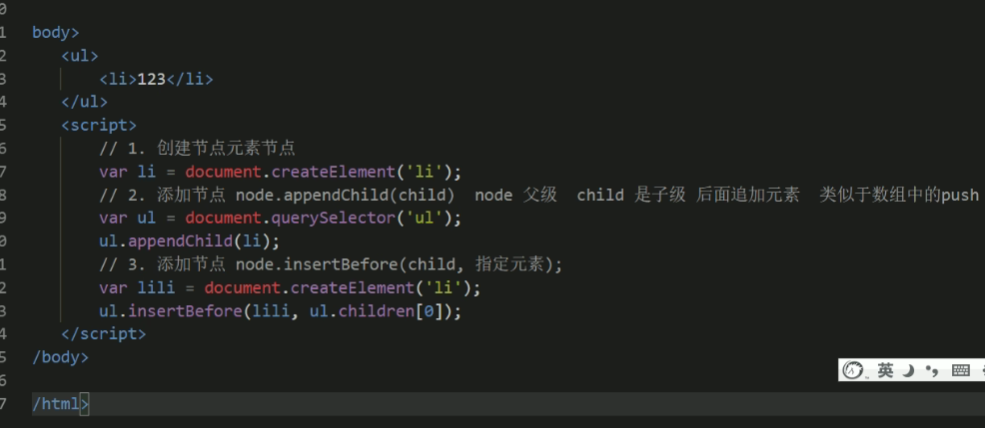 0
1 body>
2 <ul>
3 <li>123</li>
4 </ul>
5 <script>
6 // 1. 创建节点元素节点
7 var li = document.createElement('li');
8 // 2. 添加节点 node.appendChild(child) node 父级 child 是子级 后面追加元素 类似于数组中的push
9 var ul = document.querySelector('ul');
0 ul.appendChild(li);
1 // 3. 添加节点 node.insertBefore(child, 指定元素);
2 var lili = document.createElement('li');
3 ul.insertBefore(lili, ul.children[0]);
4 </script>
5 /body>
英
6
7 /html>